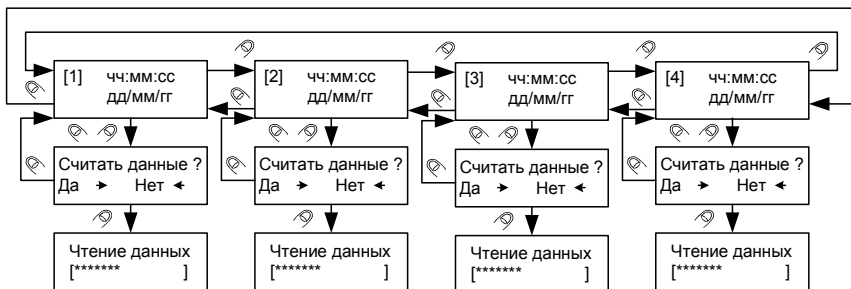 [1] чч:мм:сс
дд/мм/гг
[2] чч:мм:сс
дд/мм/гг
[3] чч:мм:сс
дд/мм/гг
[4] чч:мм:сс
дд/мм/гг
Считать данные ?
Да Нет
Считать данные ?
Да Нет
Считать данные ?
Да Нет
Считать данные ?
Да Нет
Чтение данных
[******* ]
Чтение данных
[******* ]
Чтение данных
[******* ]
Чтение данных
[******* ]